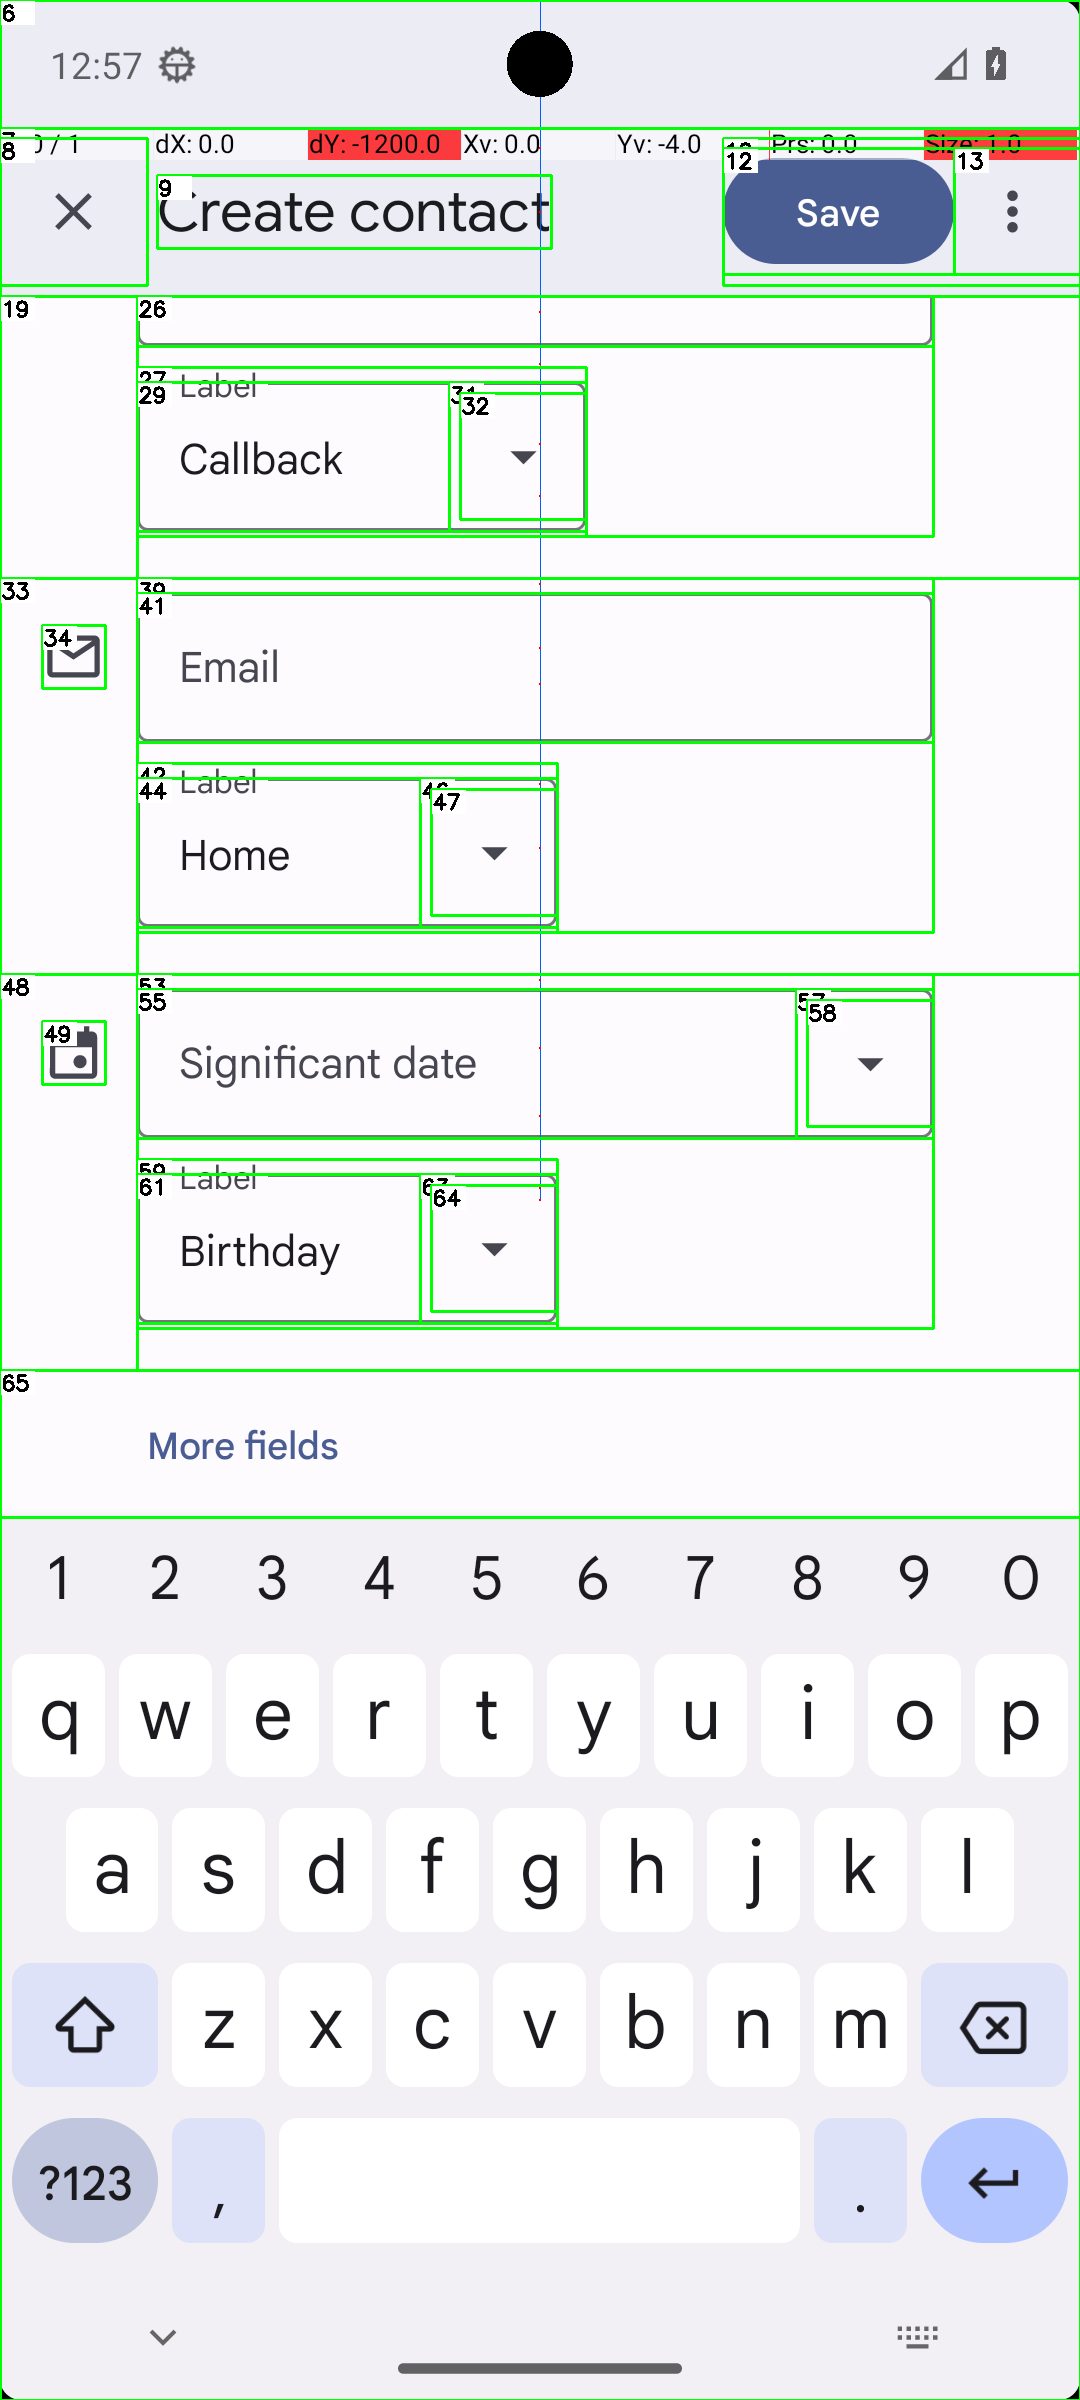 6
12:57
0 / 1
dX: 0.0
dY: -1200.0
Xv: 0.0
Yv: -4.0
Prs: 0.0
Size: 1.0
8
9
12
13
Create contact
Save
19
26
27
29
Label
31
32
Callback
33
39
41
34
Email
42
44
Label
46
47
Home
48
53
55
57
58
49
Significant date
59
61
Label
63
64
Birthday
65
More fields
1 2 3 4 5 6 7 8 9 0
q w e r t y u i o p
a s d f g h j k l
z x c v b n m
?123 , .